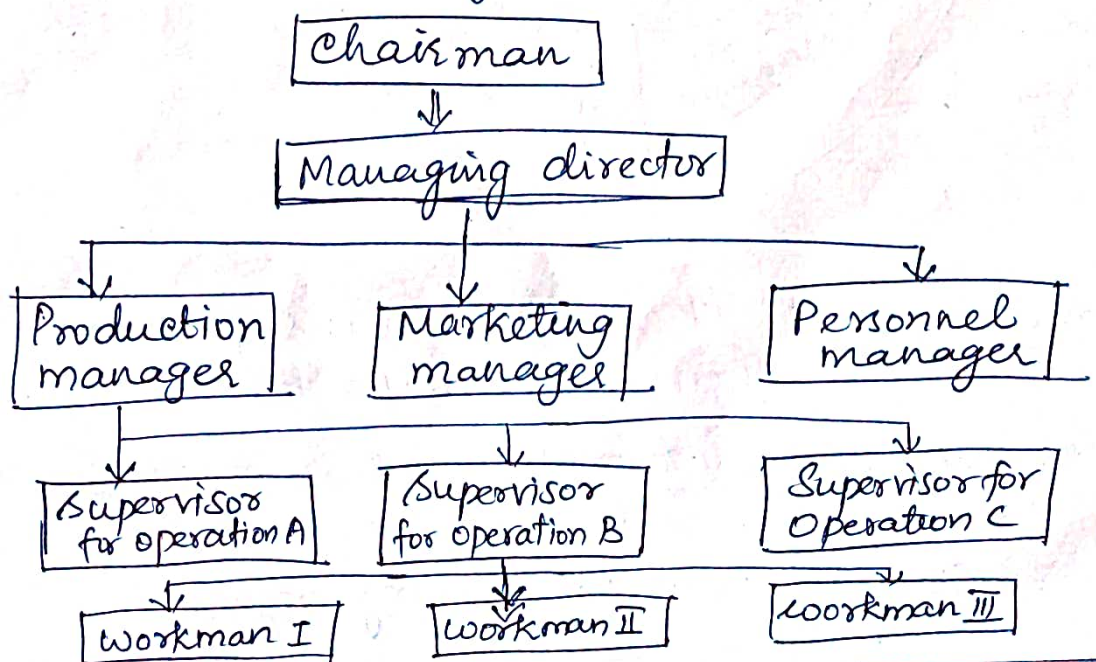 Chairman
Managing director
Production
manager
Marketing
manager
Personnel
manager
Supervisor
for operation A
Supervisor
for operation B
Supervisor for
Operation C
workman I
workman II
workman III